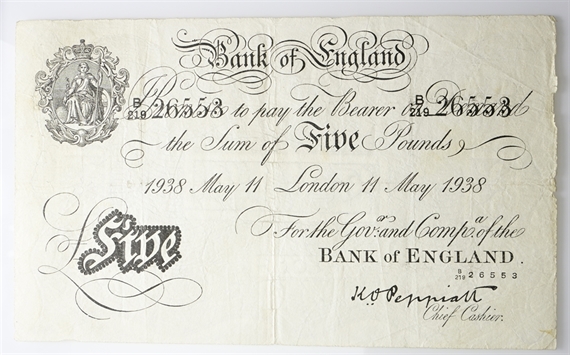 Bank of England
B/219 26553 Promise to pay the Bearer on Demand B/219 26553
the Sum of Five Pounds
1938 May 11 London 11 May 1938
For the Gov.r and Comp.a of the
BANK of ENGLAND.
B/219 26553
£Five
K O Peppiatt
Chief Cashier.